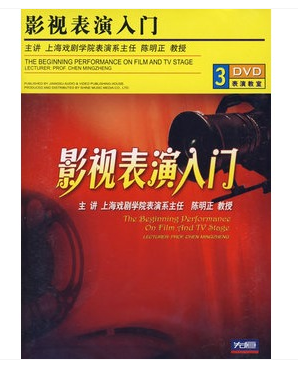 影视表演入门
主讲 上海戏剧学院表演系主任 陈明正 教授
THE BEGINNING PERFORMANCE ON FILM AND TV STAGE
LECTURER: PROF. CHEN MINGZHENG
3 DVD
表演教室
影视表演入门
主 讲 上海戏剧学院表演系主任 陈明正 教授
The Beginning Performance
On Film And TV Stage
LECTURER: PROF. CHEN MINGZHENG